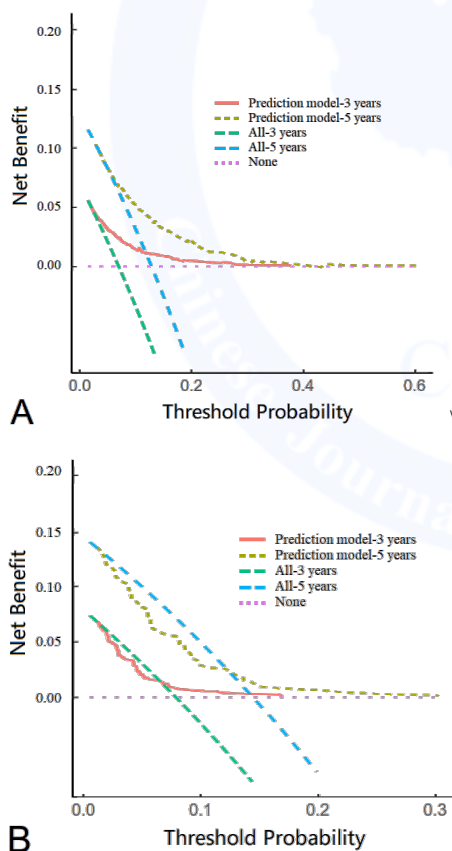 0.20
0.15
0.10
0.05
0.00
Net Benefit
Prediction model-3 years
Prediction model-5 years
All-3 years
All-5 years
None
0.0 0.2 0.4 0.6
Threshold Probability
A
Chinese Journa
C
0.20
0.15
0.10
0.05
0.00
Net Benefit
Prediction model-3 years
Prediction model-5 years
All-3 years
All-5 years
None
0.0 0.1 0.2 0.3
Threshold Probability
B